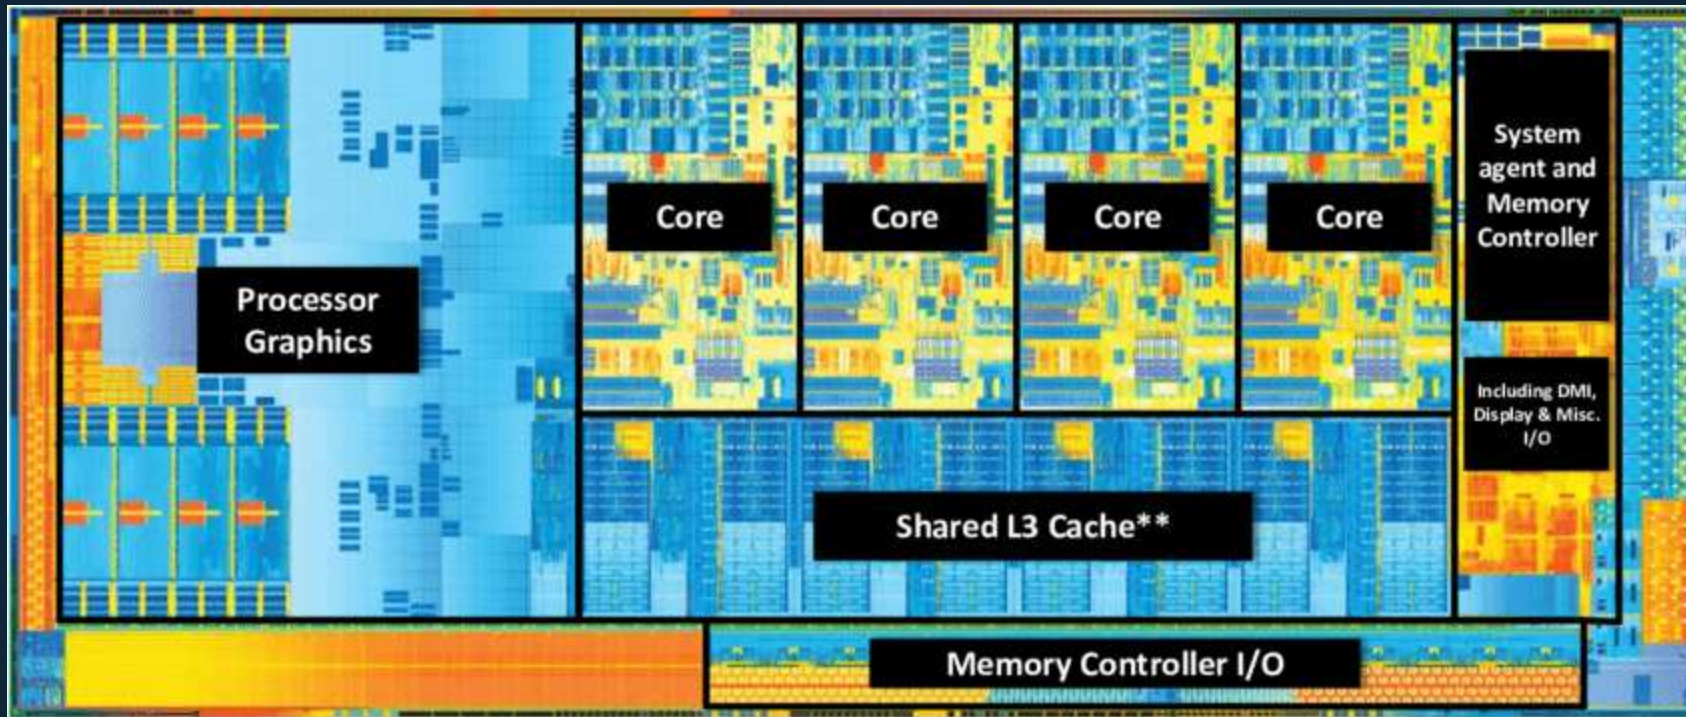 Processor
Graphics
Core
Core
Core
Core
System
agent and
Memory
Controller
Including DMI,
Display & Misc.
I/O
Shared L3 Cache**
Memory Controller I/O